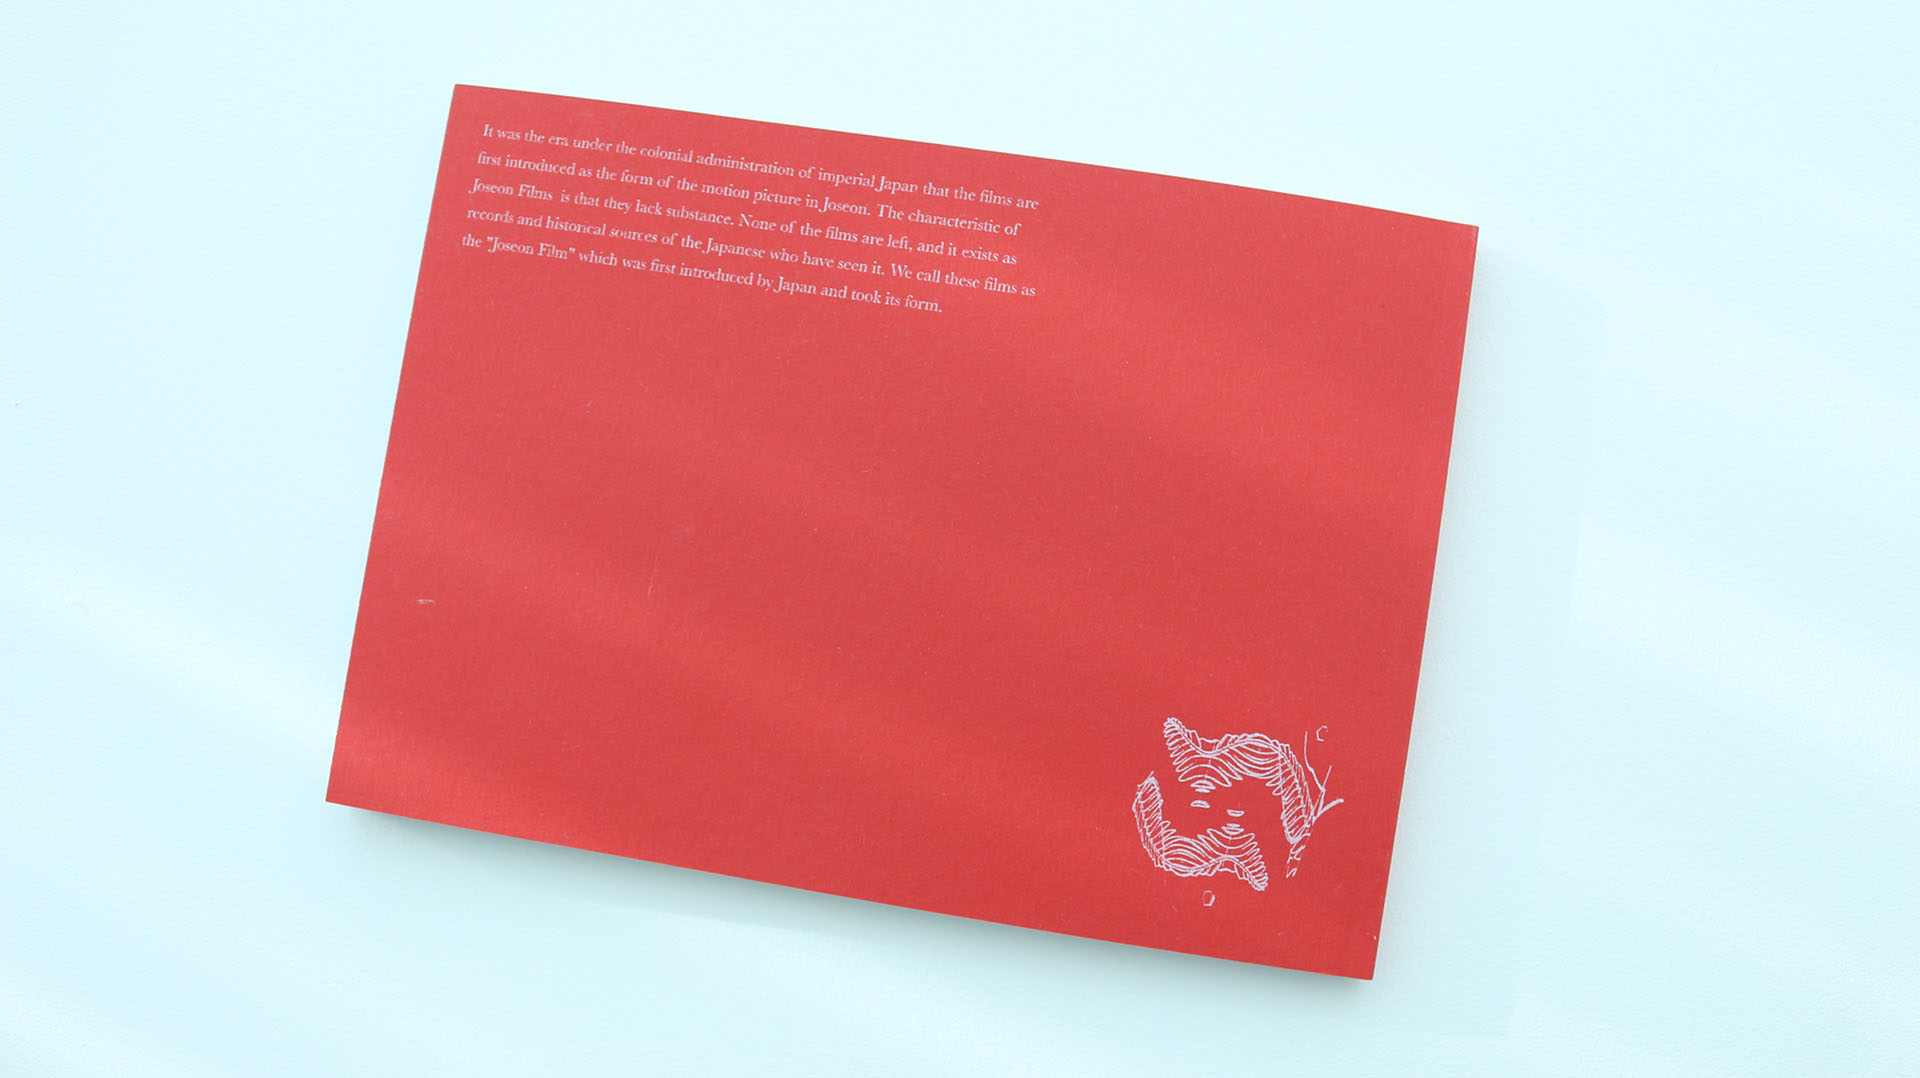 It was the era under the colonial administration of imperial Japan that the films are
first introduced as the form of the motion picture in Joseon. The characteristic of
Joseon Films is that they lack substance. None of the films are left, and it exists as
records and historical sources of the Japanese who have seen it. We call these films as
the "Joseon Film" which was first introduced by Japan and took its form.